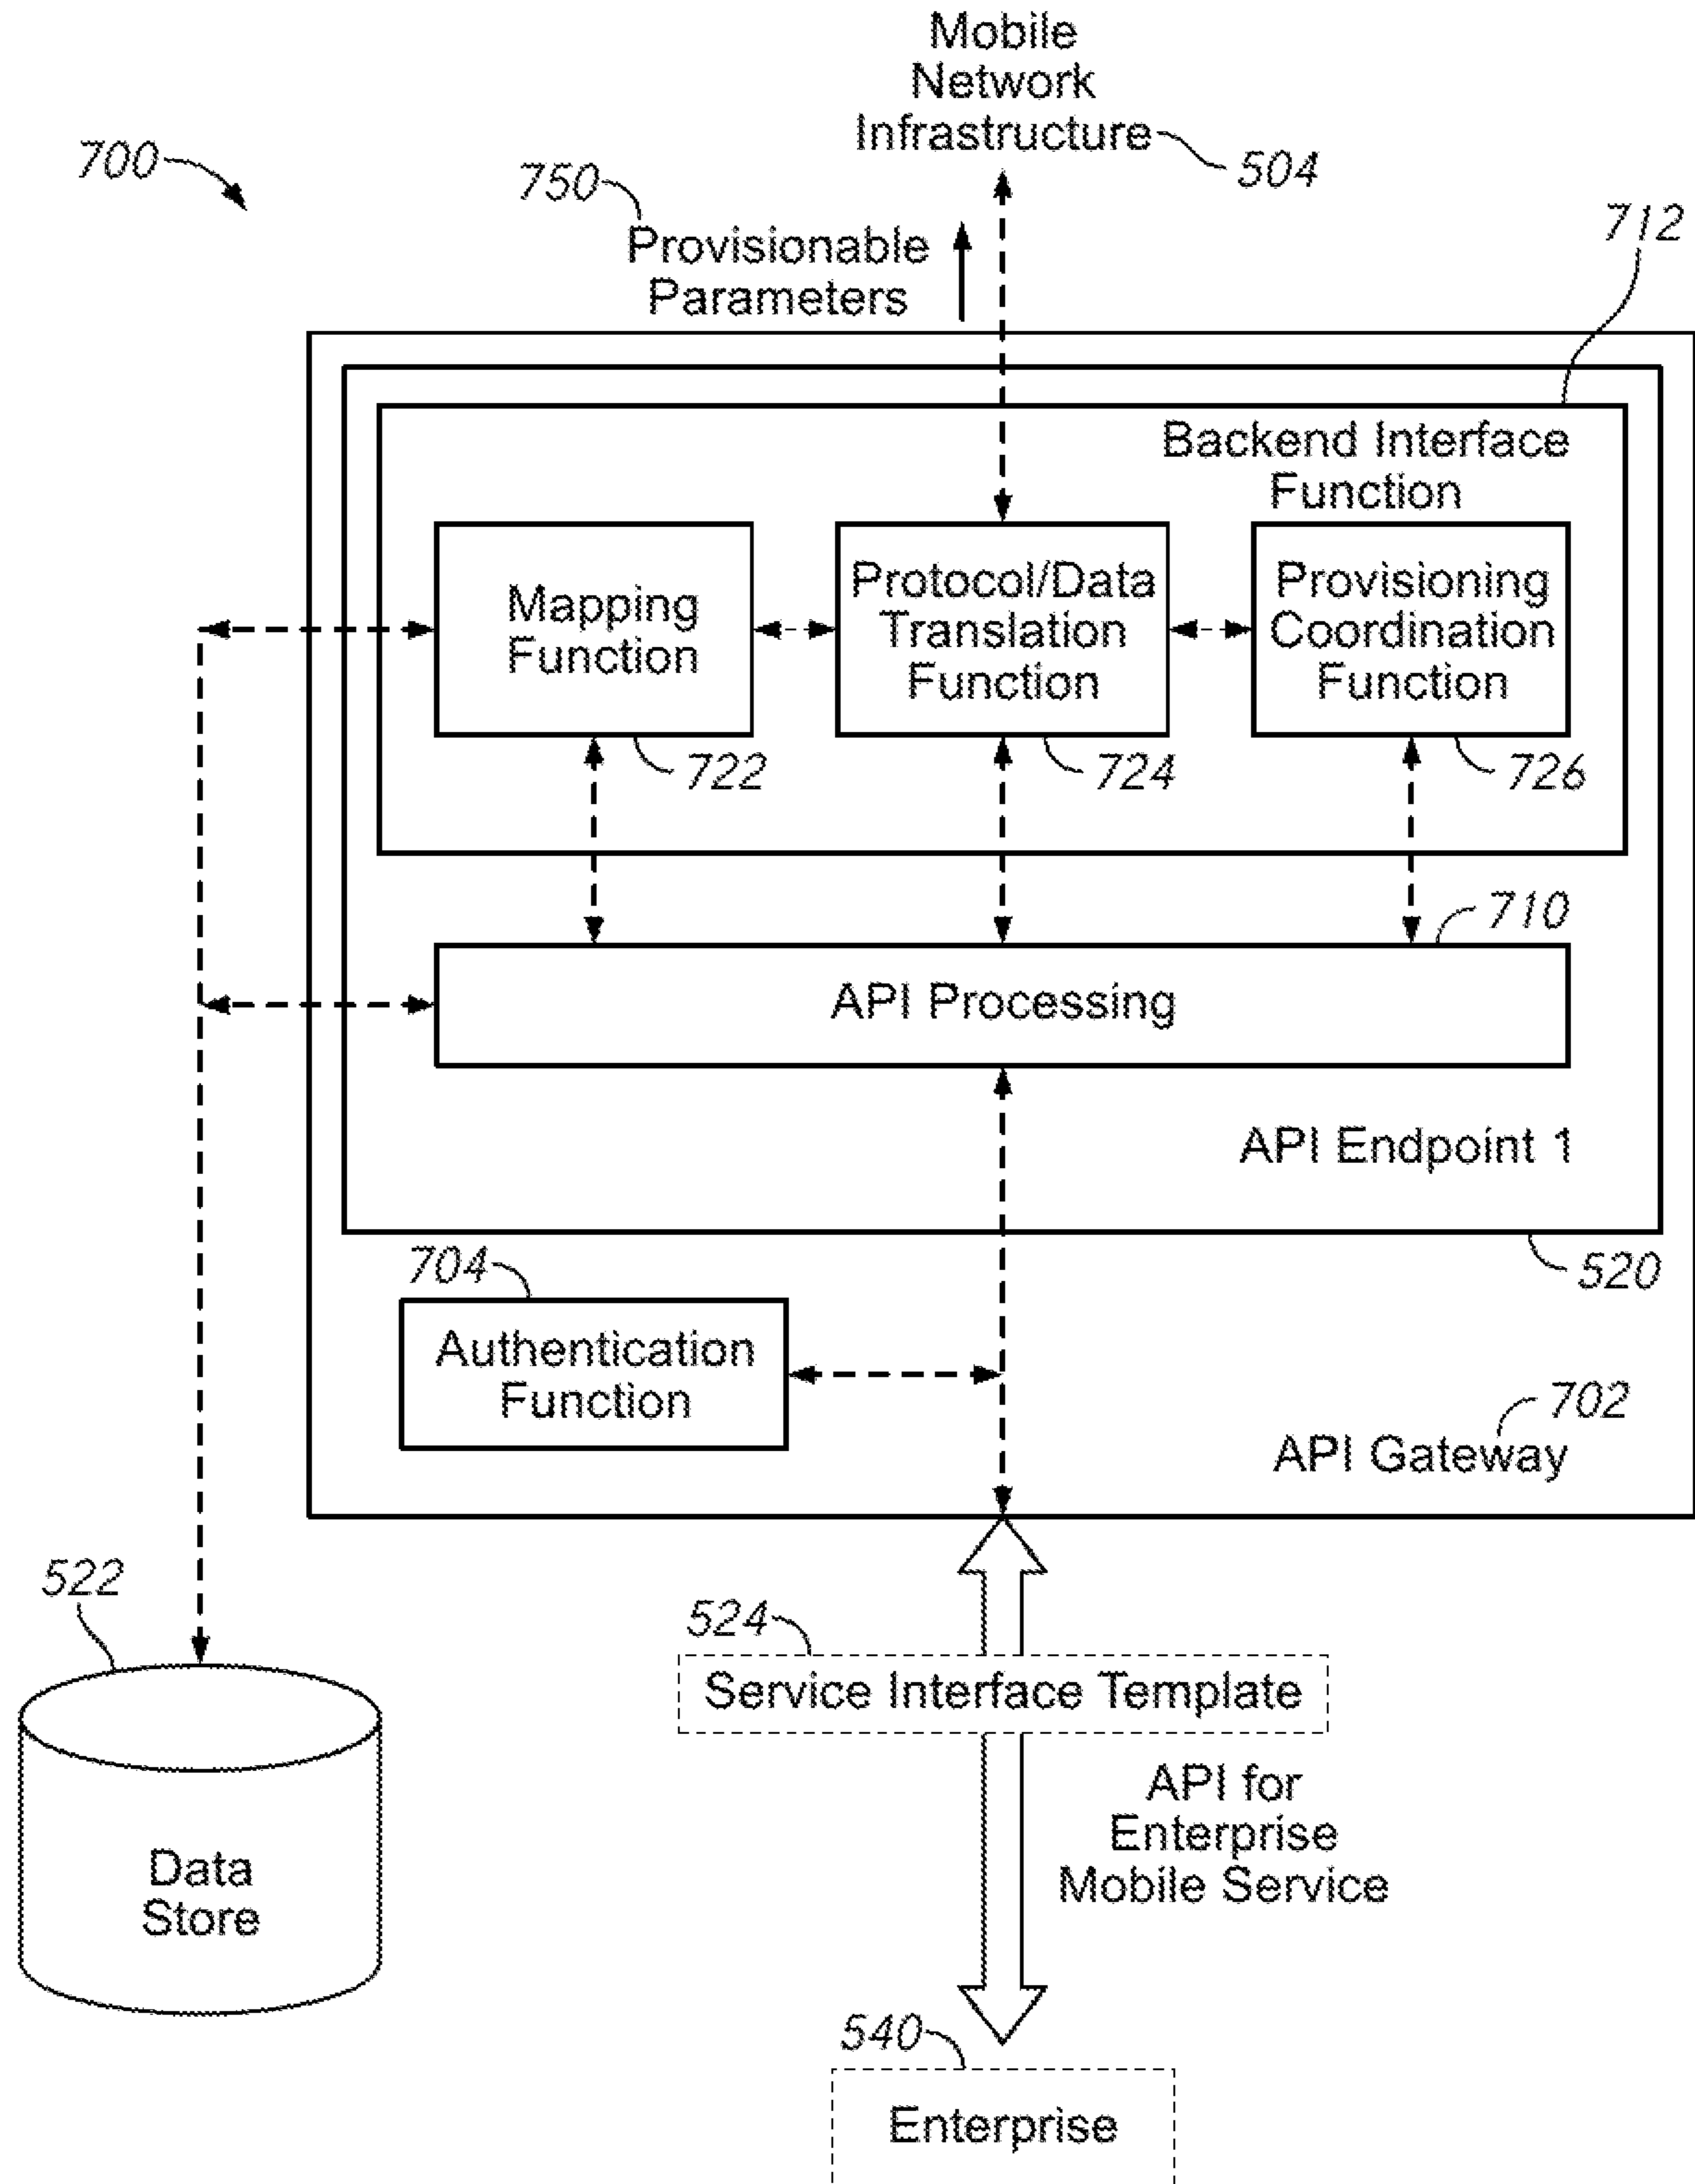 Mobile
Network
Infrastructure
504
700
750
Provisionable
Parameters
712
Backend Interface
Function
Mapping
Function
Protocol/Data
Translation
Function
Provisioning
Coordination
Function
722
724
726
710
API Processing
API Endpoint 1
520
704
Authentication
Function
702
API Gateway
522
524
Service Interface Template
API for
Enterprise
Mobile Service
Data
Store
540
Enterprise